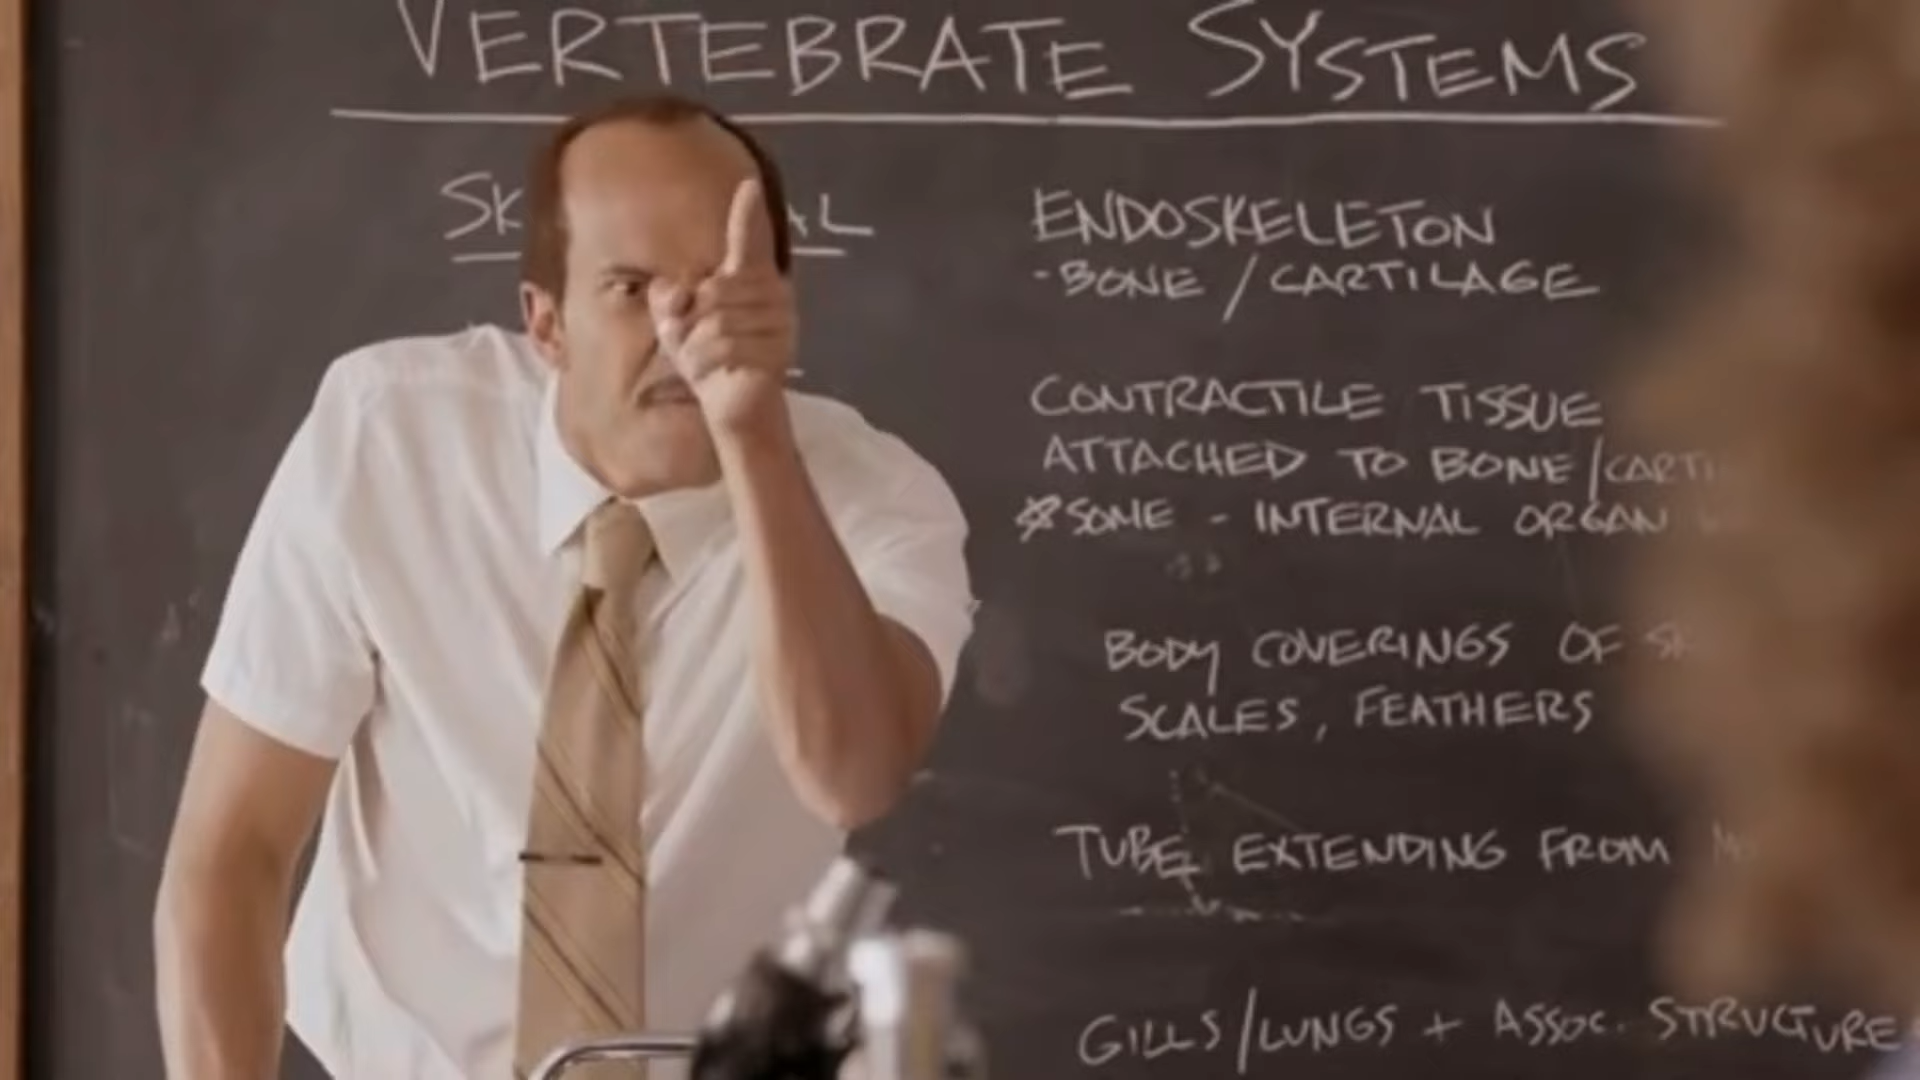 VERTEBRATE SYSTEMS
ENDOSKELETON
- BONE / CARTILAGE
CONTRACTILE TISSUE
ATTACHED TO BONE /
*SOME - INTERNAL ORGAN
BODY COVERINGS OF
SCALES, FEATHERS
TUBE EXTENDING FROM
GILLS/LUNGS + ASSOC. STRUCTURE